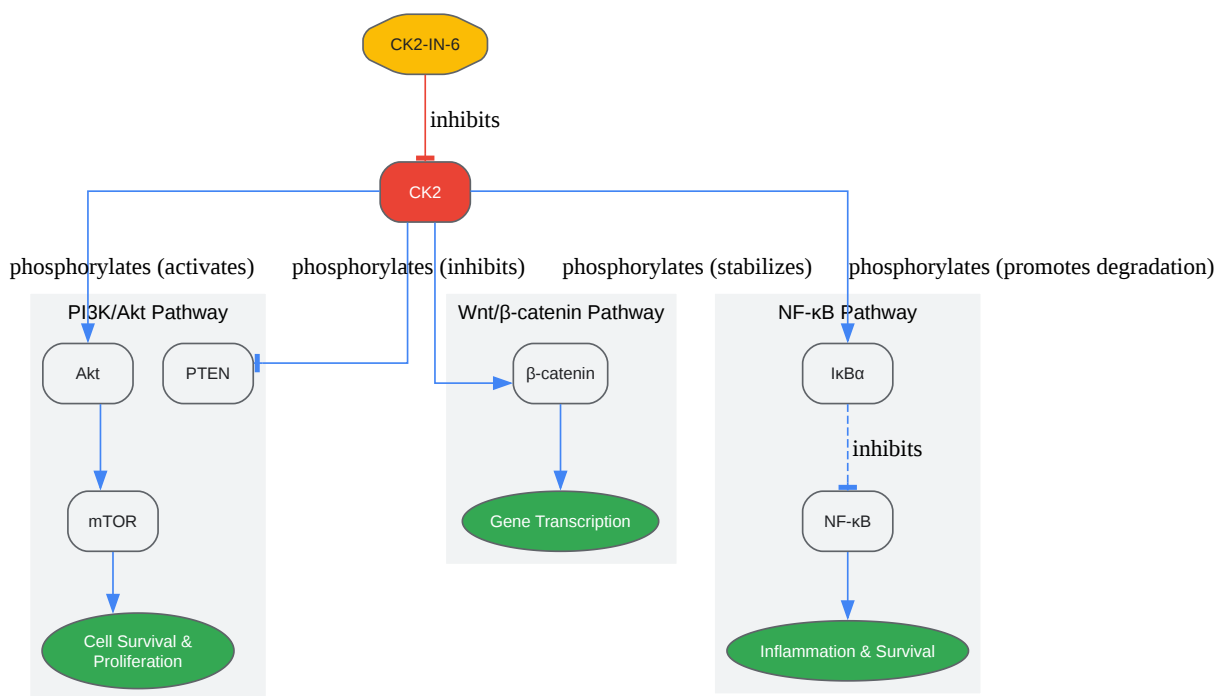 CK2-IN-6
inhibits
CK2
phosphorylates (activates)
phosphorylates (inhibits)
phosphorylates (stabilizes)
phosphorylates (promotes degradation)
PI3K/Akt Pathway
Wnt/β-catenin Pathway
NF-κB Pathway
Akt
PTEN
β-catenin
IκBα
inhibits
mTOR
Gene Transcription
NF-κB
Cell Survival &
Proliferation
Inflammation & Survival